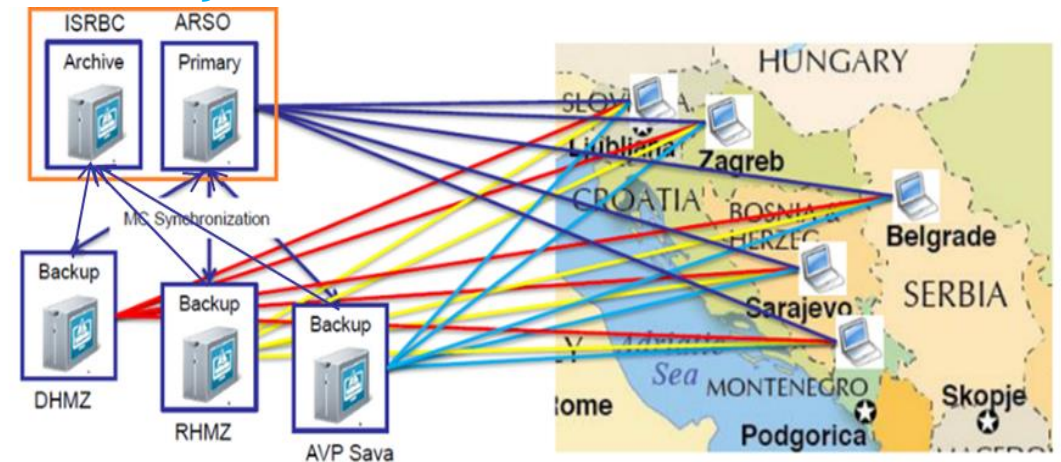 ISRBC
ARSO
Archive
Primary
MC Synchronization
Backup
DHMZ
Backup
RHMZ
Backup
AVP Sava
HUNGARY
Ljubljana
Zagreb
CROATIA
BOSNIA &
HERZEG
Belgrade
Sarajevo
SERBIA
Adriatic
Sea
MONTENEGRO
Skopje
Podgorica